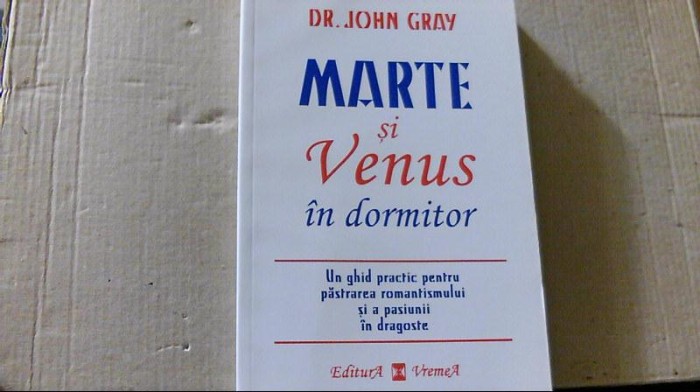 DR. JOHN GRAY
MARTE
și
Venus
în dormitor
Un ghid practic pentru
păstrarea romantismului
și a pasiunii
în dragoste
EditurA VremeA